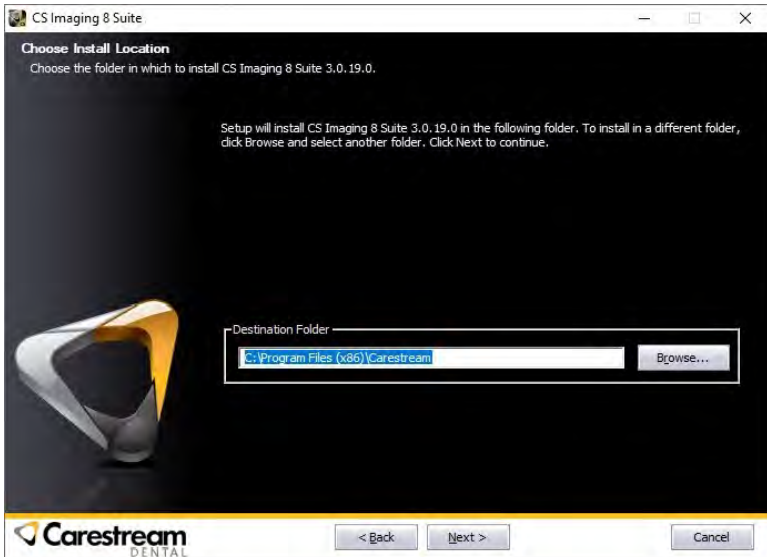 CS Imaging 8 Suite
Choose Install Location
Choose the folder in which to install CS Imaging 8 Suite 3.0.19.0.
Setup will install CS Imaging 8 Suite 3.0.19.0 in the following folder. To install in a different folder,
click Browse and select another folder. Click Next to continue.
Destination Folder
C:\Program Files (x86)\Carestream
Browse...
Carestream
DENTAL
< Back
Next >
Cancel